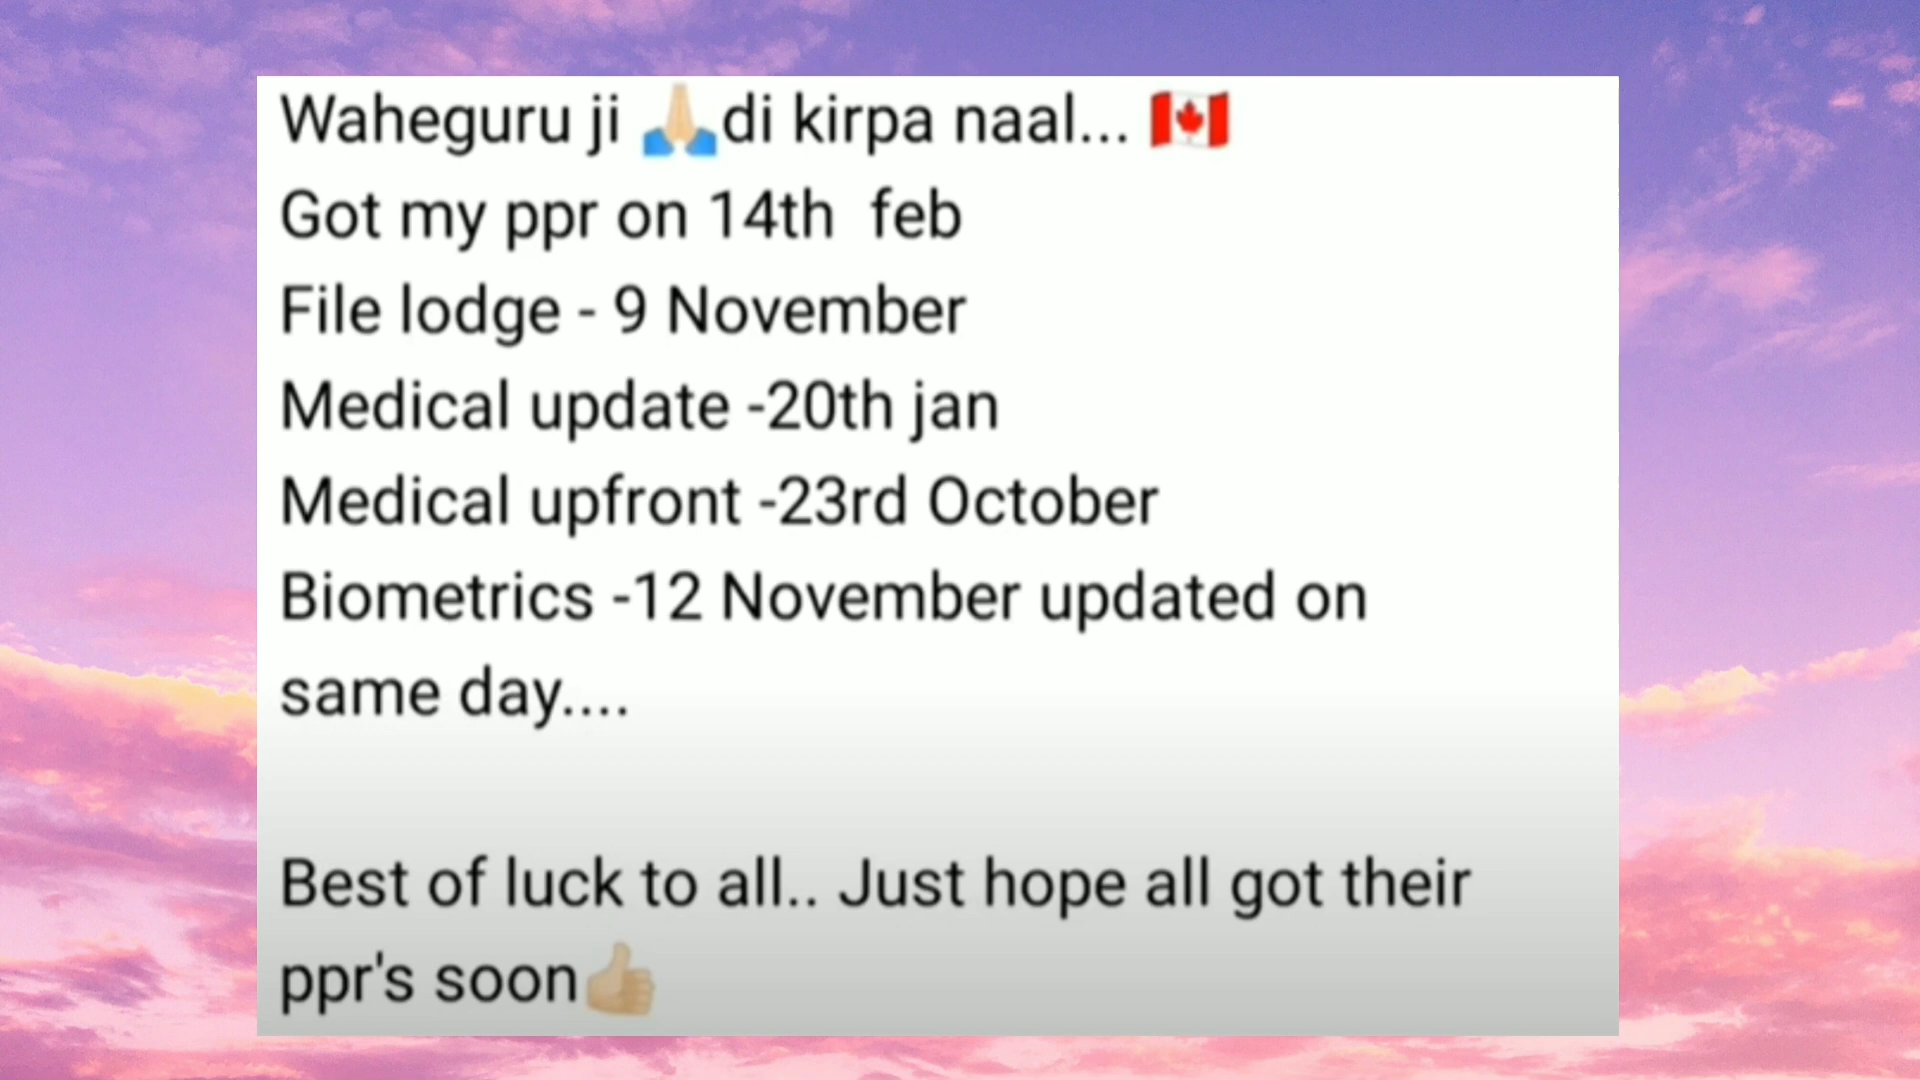 Waheguru ji 🙏🏼di kirpa naal... 🇨🇦
Got my ppr on 14th  feb
File lodge - 9 November
Medical update -20th jan
Medical upfront -23rd October
Biometrics -12 November updated on
same day....
Best of luck to all.. Just hope all got their
ppr's soon👍🏼